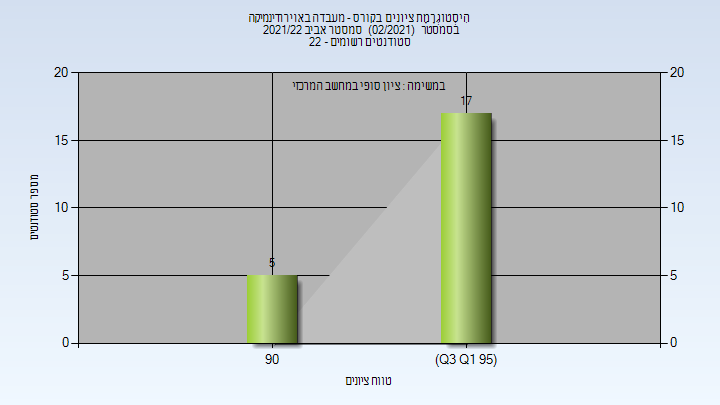 היסטוגרמת ציונים בקורס - מעבדה באוירודינמיקה
בסמסטר (02/2021) סמסטר אביב 2021/22
סטודנטים רשומים - 22
במשימה : ציון סופי במחשב המרכזי
מספר סטודנטים
20
15
10
5
0
20
15
10
5
0
5
17
90
(Q3 Q1 95)
טווח ציונים